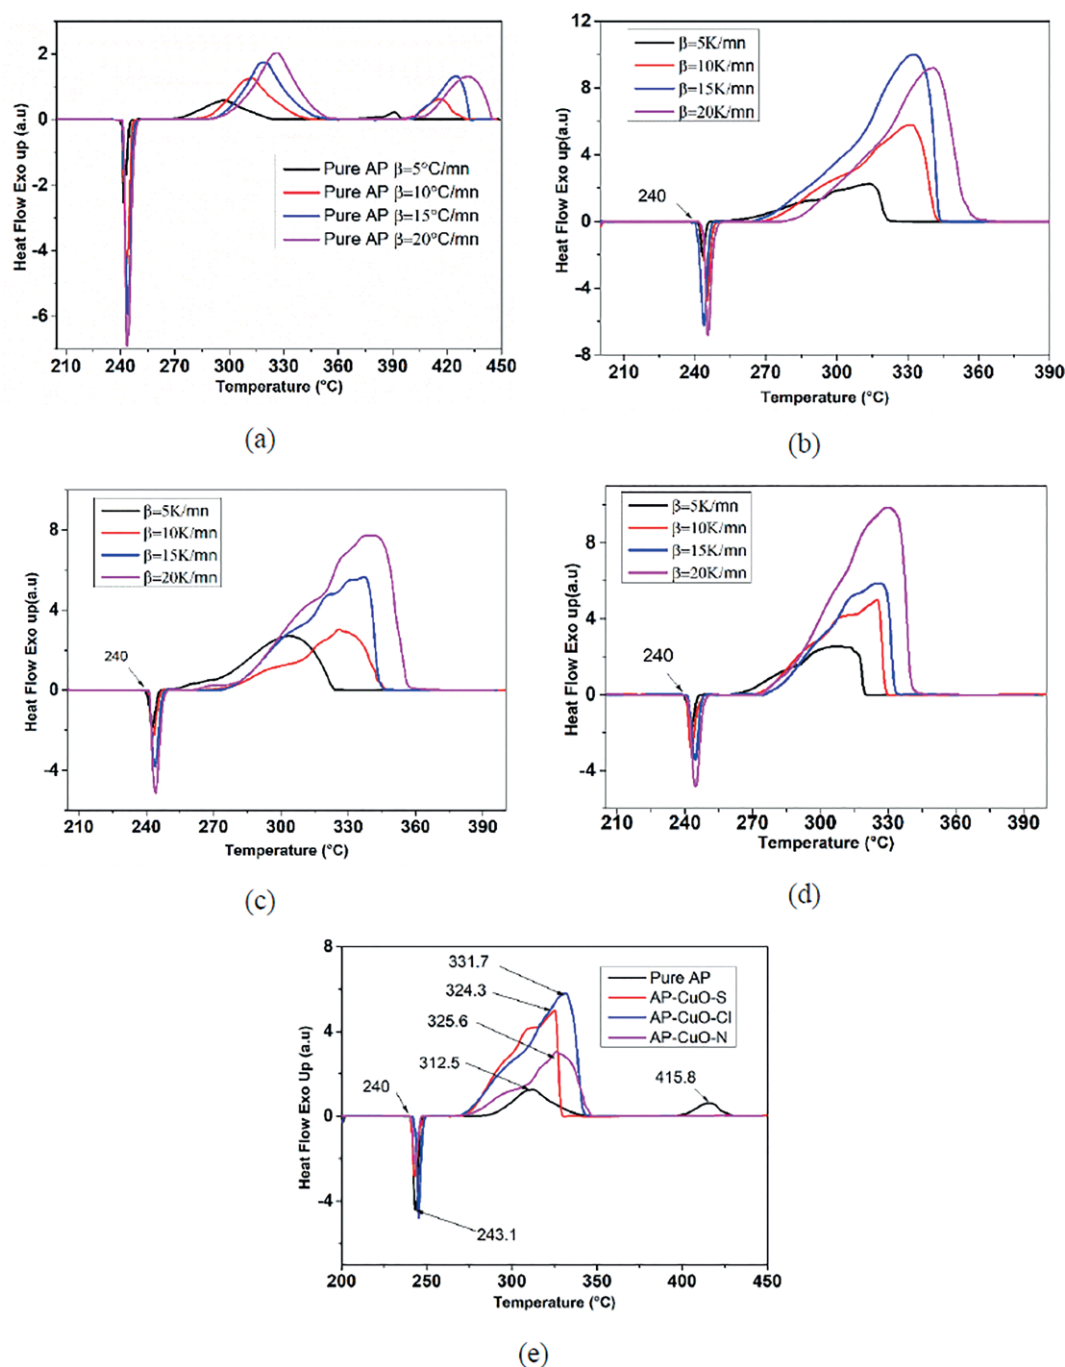 2
0
-2
-4
-6
Heat Flow Exo up (a.u)
Pure AP β=5°C/mn
Pure AP β=10°C/mn
Pure AP β=15°C/mn
Pure AP β=20°C/mn
210 240 270 300 330 360 390 420 450
Temperature (°C)
(a)
12
8
4
0
-4
-8
Heat Flow Exo up(a.u)
β=5K/mn
β=10K/mn
β=15K/mn
β=20K/mn
240
210 240 270 300 330 360 390
Temperature (°C)
(b)
8
4
0
-4
Heat Flow Exo up(a.u)
β=5K/mn
β=10K/mn
β=15K/mn
β=20K/mn
240
210 240 270 300 330 360 390
Temperature (°C)
(c)
8
4
0
-4
Heat Flow Exo up(a.u)
β=5K/mn
β=10K/mn
β=15K/mn
β=20K/mn
240
210 240 270 300 330 360 390
Temperature (°C)
(d)
8
4
0
-4
Heat Flow Exo Up (a.u)
331.7
324.3
325.6
312.5
240
243.1
415.8
Pure AP
AP-CuO-S
AP-CuO-Cl
AP-CuO-N
200 250 300 350 400 450
Temperature (°C)
(e)